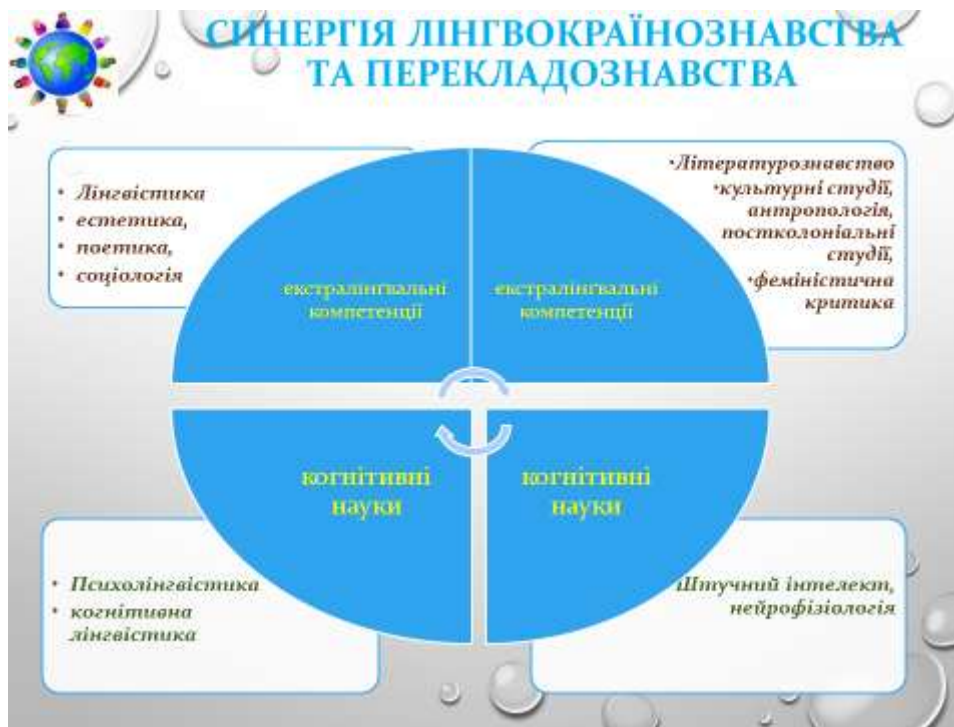 СИНЕРГІЯ ЛІНГВОКРАЇНОЗНАВСТВА
ТА ПЕРЕКЛАДОЗНАВСТВА
• Лінгвістика
• естетика,
• поетика,
• соціологія
екстралінгвальні
компетенції
екстралінгвальні
компетенції
•Літературознавство
•культурні студії,
антропологія,
постколоніальні
студії,
•феміністична
критика
когнітивні
науки
когнітивні
науки
• Психолінгвістика
• когнітивна
лінгвістика
Штучний інтелект,
нейрофізіологія